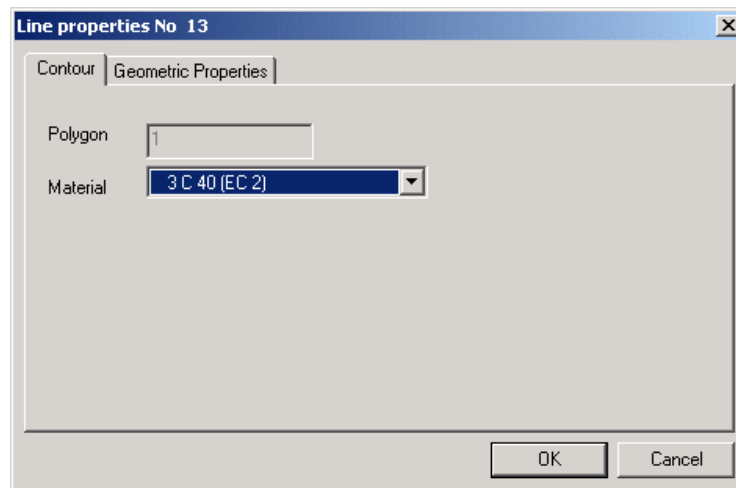 Line properties No 13
Contour Geometric Properties
Polygon 1
Material 3 C 40 (EC 2)
OK Cancel